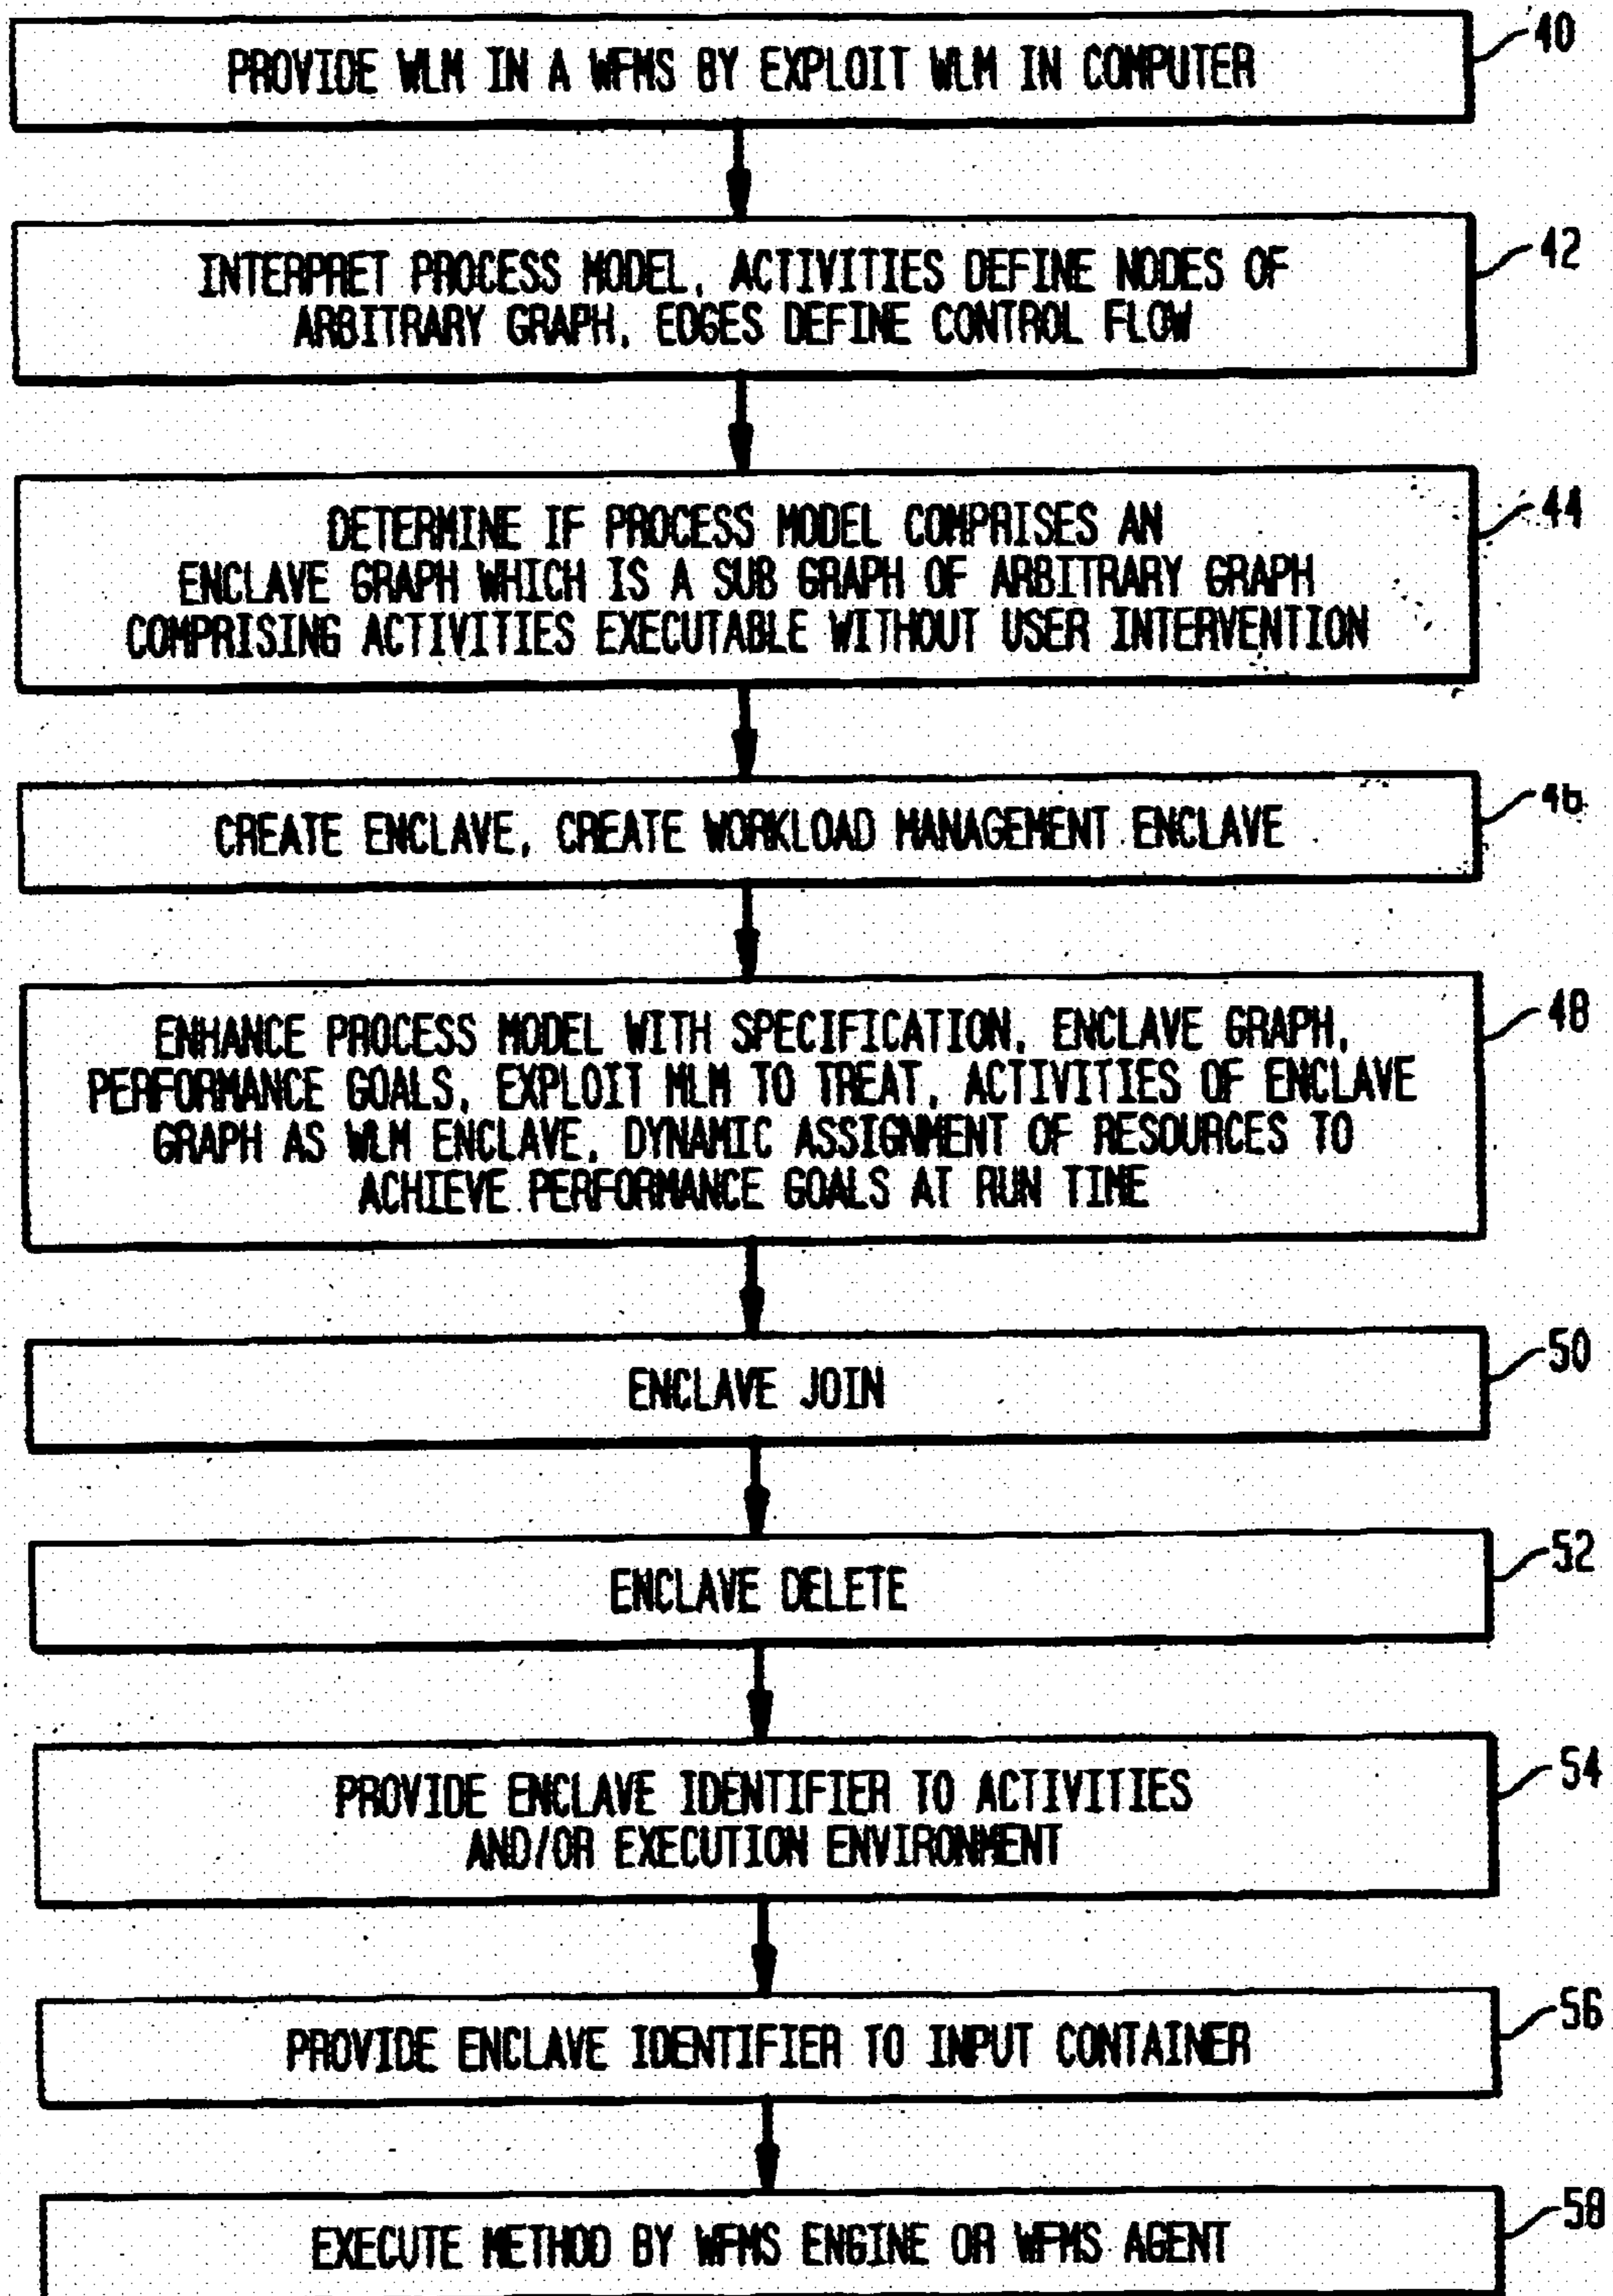 PROVIDE WLM IN A WFMS BY EXPLOIT WLM IN COMPUTER
40
INTERPRET PROCESS MODEL, ACTIVITIES DEFINE NODES OF
ARBITRARY GRAPH, EDGES DEFINE CONTROL FLOW
42
DETERMINE IF PROCESS MODEL COMPRISES AN
ENCLAVE GRAPH WHICH IS A SUB GRAPH OF ARBITRARY GRAPH
COMPRISING ACTIVITIES EXECUTABLE WITHOUT USER INTERVENTION
44
CREATE ENCLAVE, CREATE WORKLOAD MANAGEMENT ENCLAVE
46
ENHANCE PROCESS MODEL WITH SPECIFICATION, ENCLAVE GRAPH,
PERFORMANCE GOALS, EXPLOIT MLM TO TREAT, ACTIVITIES OF ENCLAVE
GRAPH AS WLM ENCLAVE, DYNAMIC ASSIGNMENT OF RESOURCES TO
ACHIEVE PERFORMANCE GOALS AT RUN TIME
48
ENCLAVE JOIN
50
ENCLAVE DELETE
52
PROVIDE ENCLAVE IDENTIFIER TO ACTIVITIES
AND/OR EXECUTION ENVIRONMENT
54
PROVIDE ENCLAVE IDENTIFIER TO INPUT CONTAINER
56
EXECUTE METHOD BY WFMS ENGINE OR WFMS AGENT
58